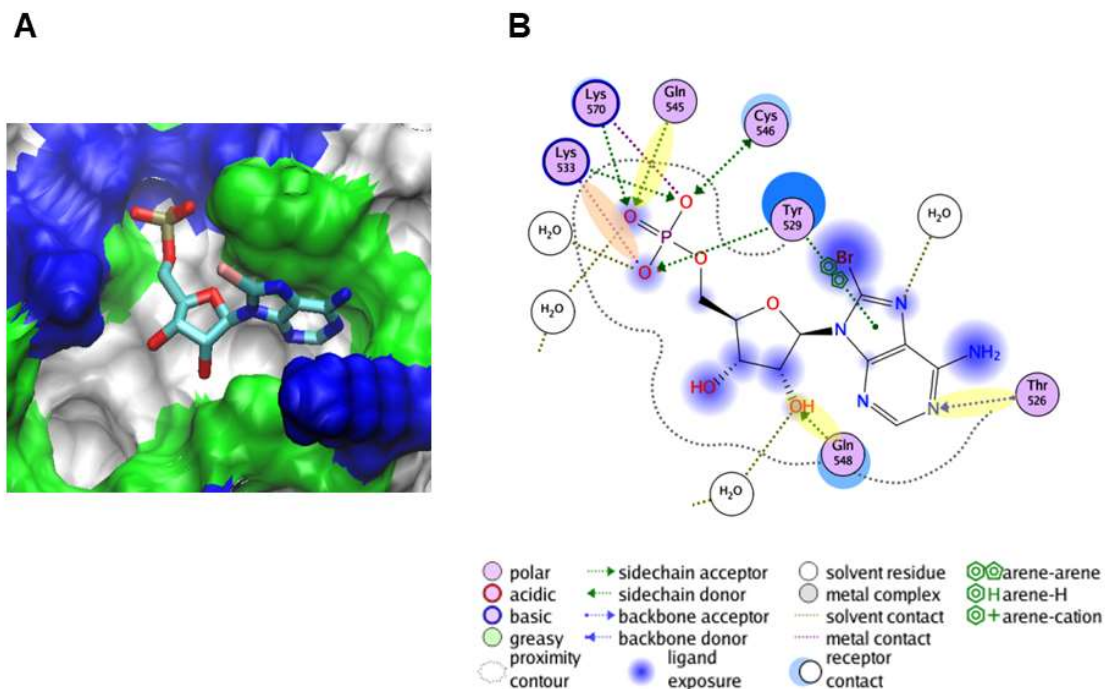 A
B
Lys
570
Gln
545
Cys
546
Lys
533
Tyr
529
H₂O
H₂O
O
O
P
O
O
Br
H₂O
O
N
N
NH₂
HO
OH
N
N
Thr
526
Gln
548
H₂O
polar
sidechain acceptor
solvent residue
arene-arene
acidic
sidechain donor
metal complex
H arene-H
basic
backbone acceptor
solvent contact
+ arene-cation
greasy
backbone donor
metal contact
proximity
contour
ligand
exposure
receptor
contact